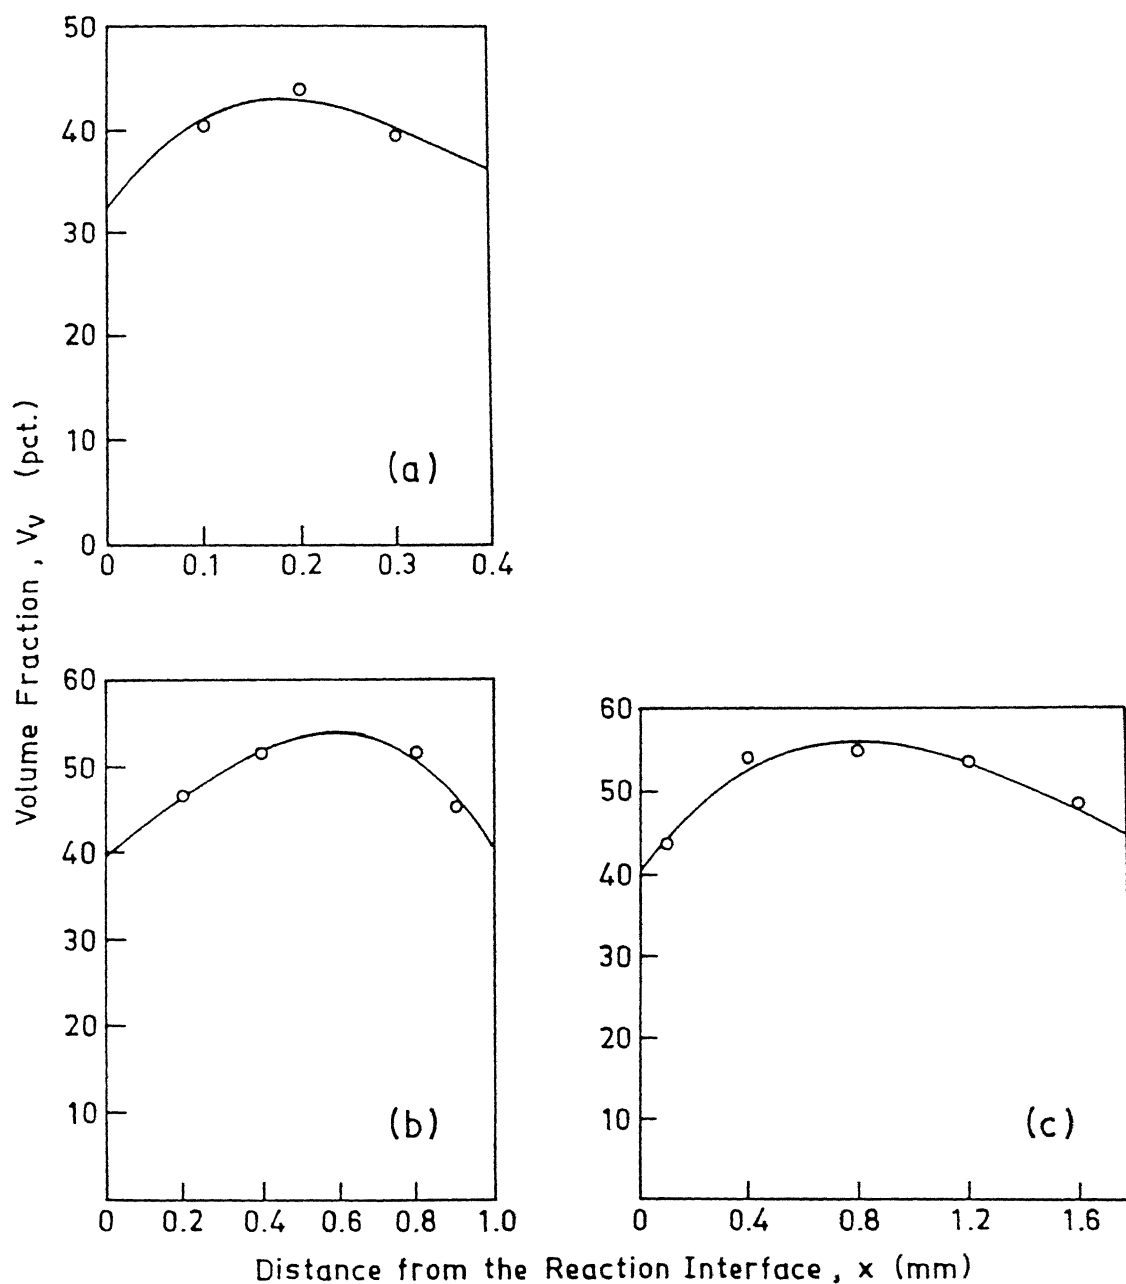 Volume Fraction, Vv (pct.)
50
40
30
20
10
0
(a)
0 0.1 0.2 0.3 0.4
60
50
40
30
20
10
(b)
0 0.2 0.4 0.6 0.8 1.0
60
50
40
30
20
10
(c)
0 0.4 0.8 1.2 1.6
Distance from the Reaction Interface, x (mm)